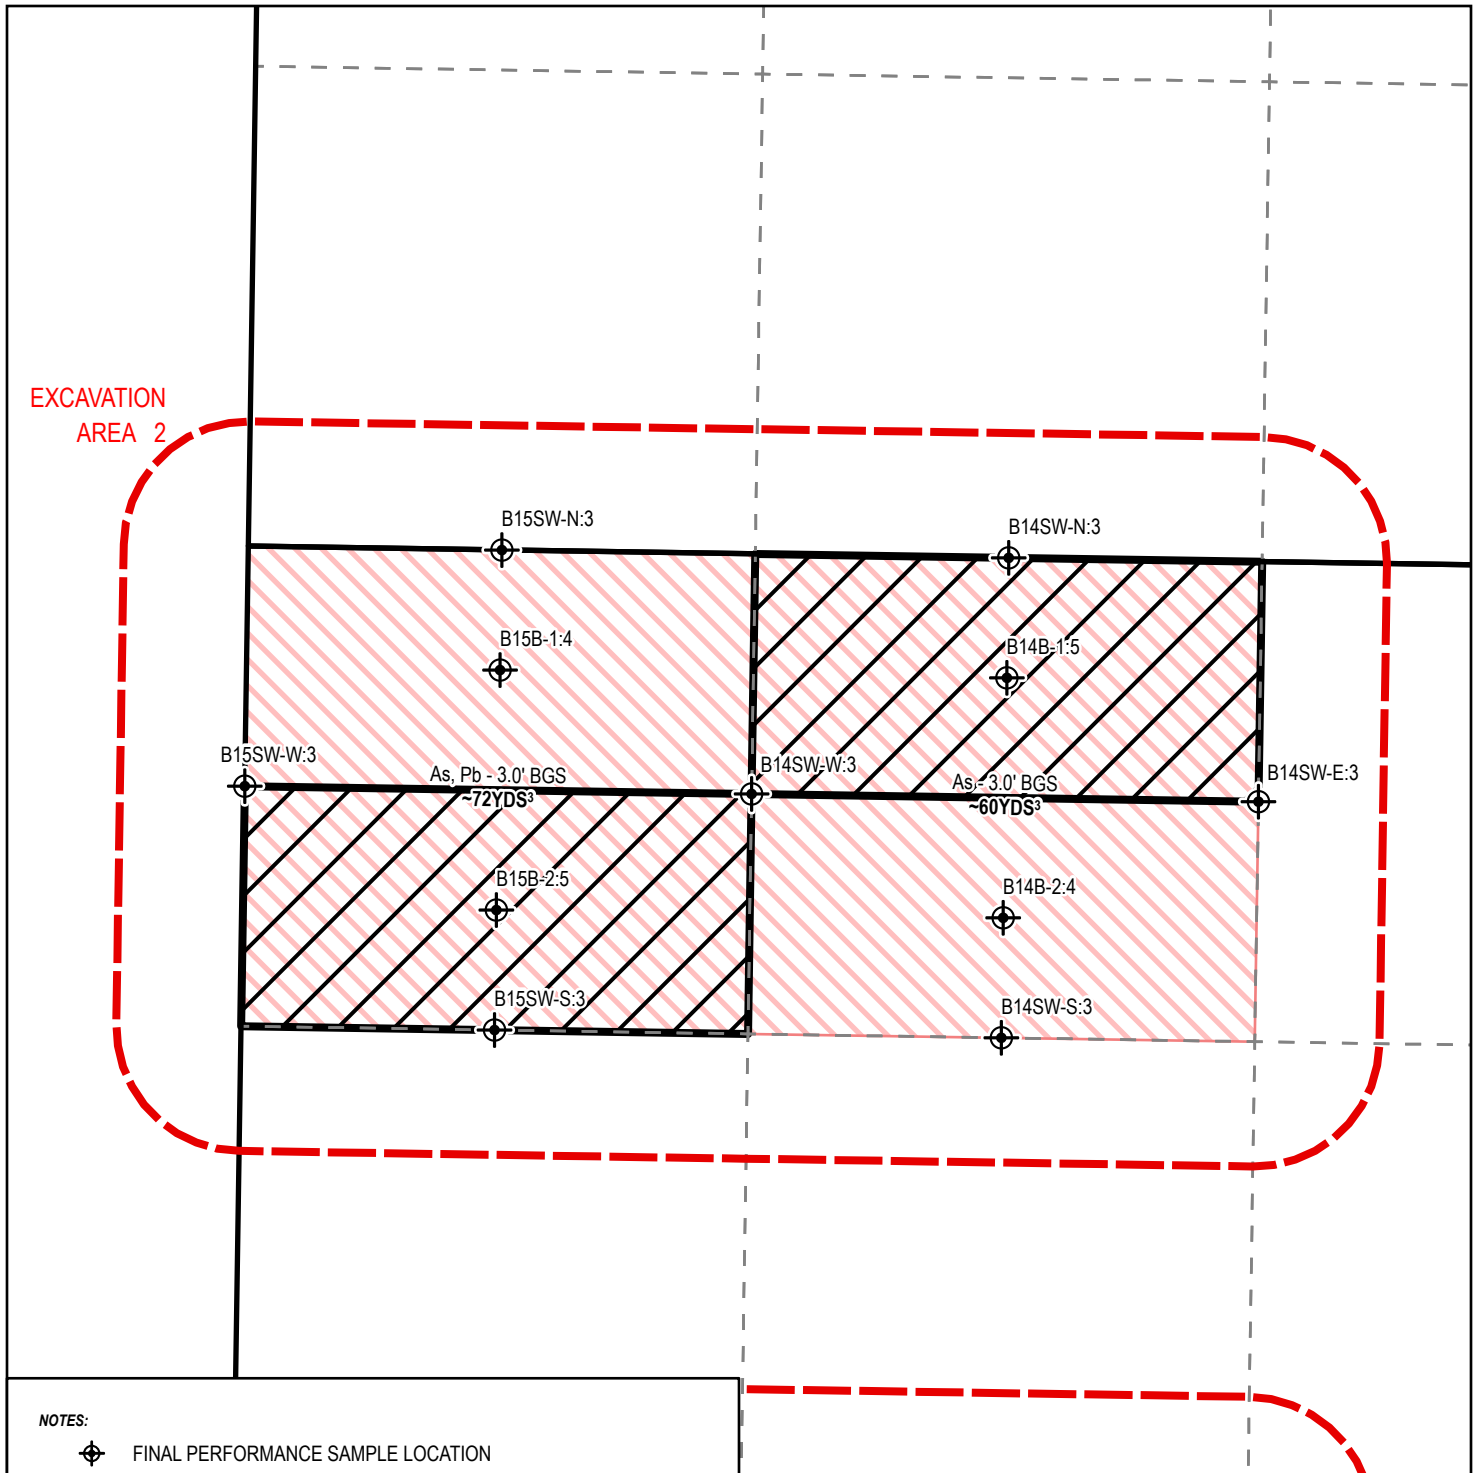 EXCAVATION
AREA 2
B15SW-N:3
B14SW-N:3
B15B-1:4
B14B-1:5
B15SW-W:3
As, Pb - 3.0' BGS
~72YDS³
B14SW-W:3
As - 3.0' BGS
~60YDS³
B14SW-E:3
B15B-2:5
B14B-2:4
B15SW-S:3
B14SW-S:3
NOTES:
FINAL PERFORMANCE SAMPLE LOCATION